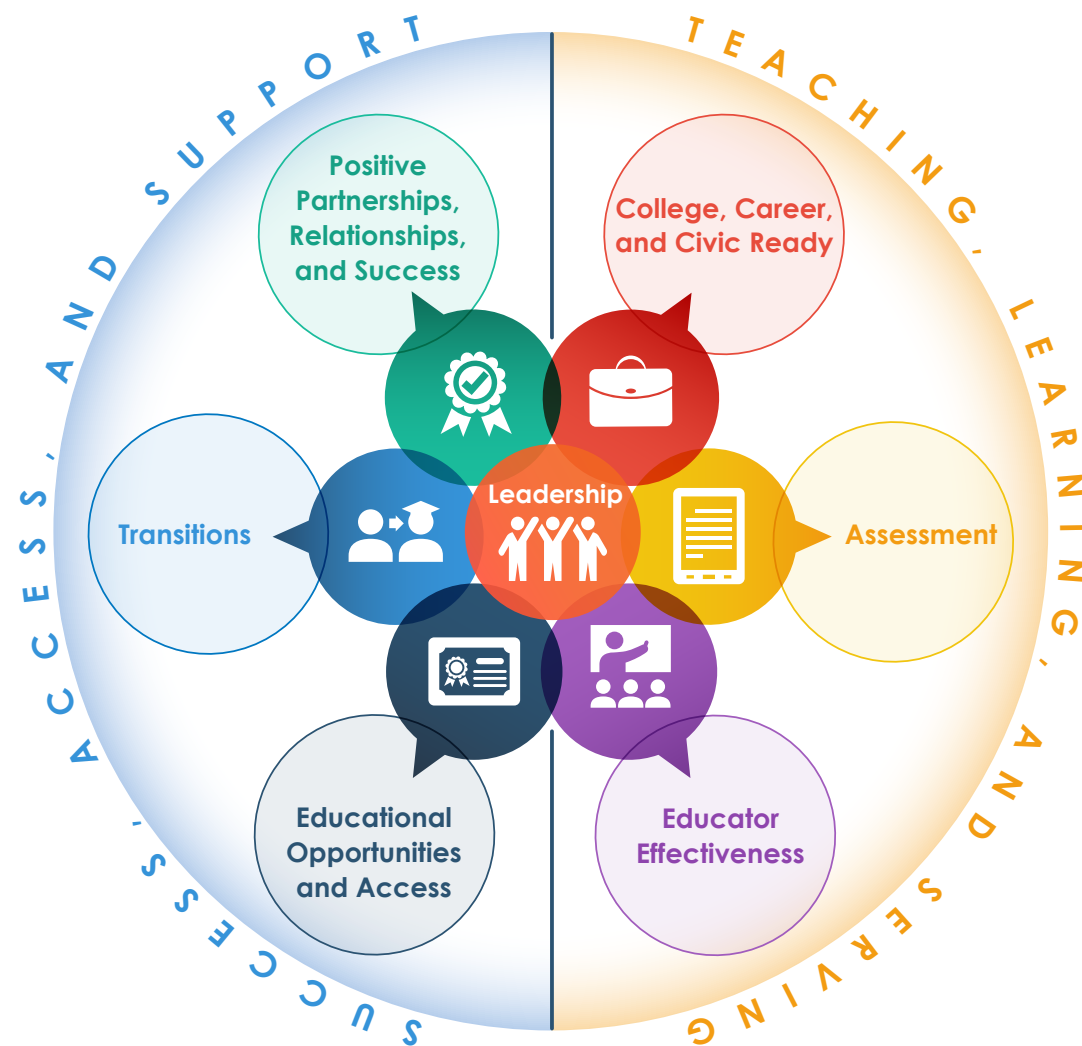 SUCCESS, ACCESS, AND SUPPORT
TEACHING, LEARNING, AND SERVING
Positive
Partnerships,
Relationships,
and Success
College, Career,
and Civic Ready
Transitions
Leadership
Assessment
Educational
Opportunities
and Access
Educator
Effectiveness